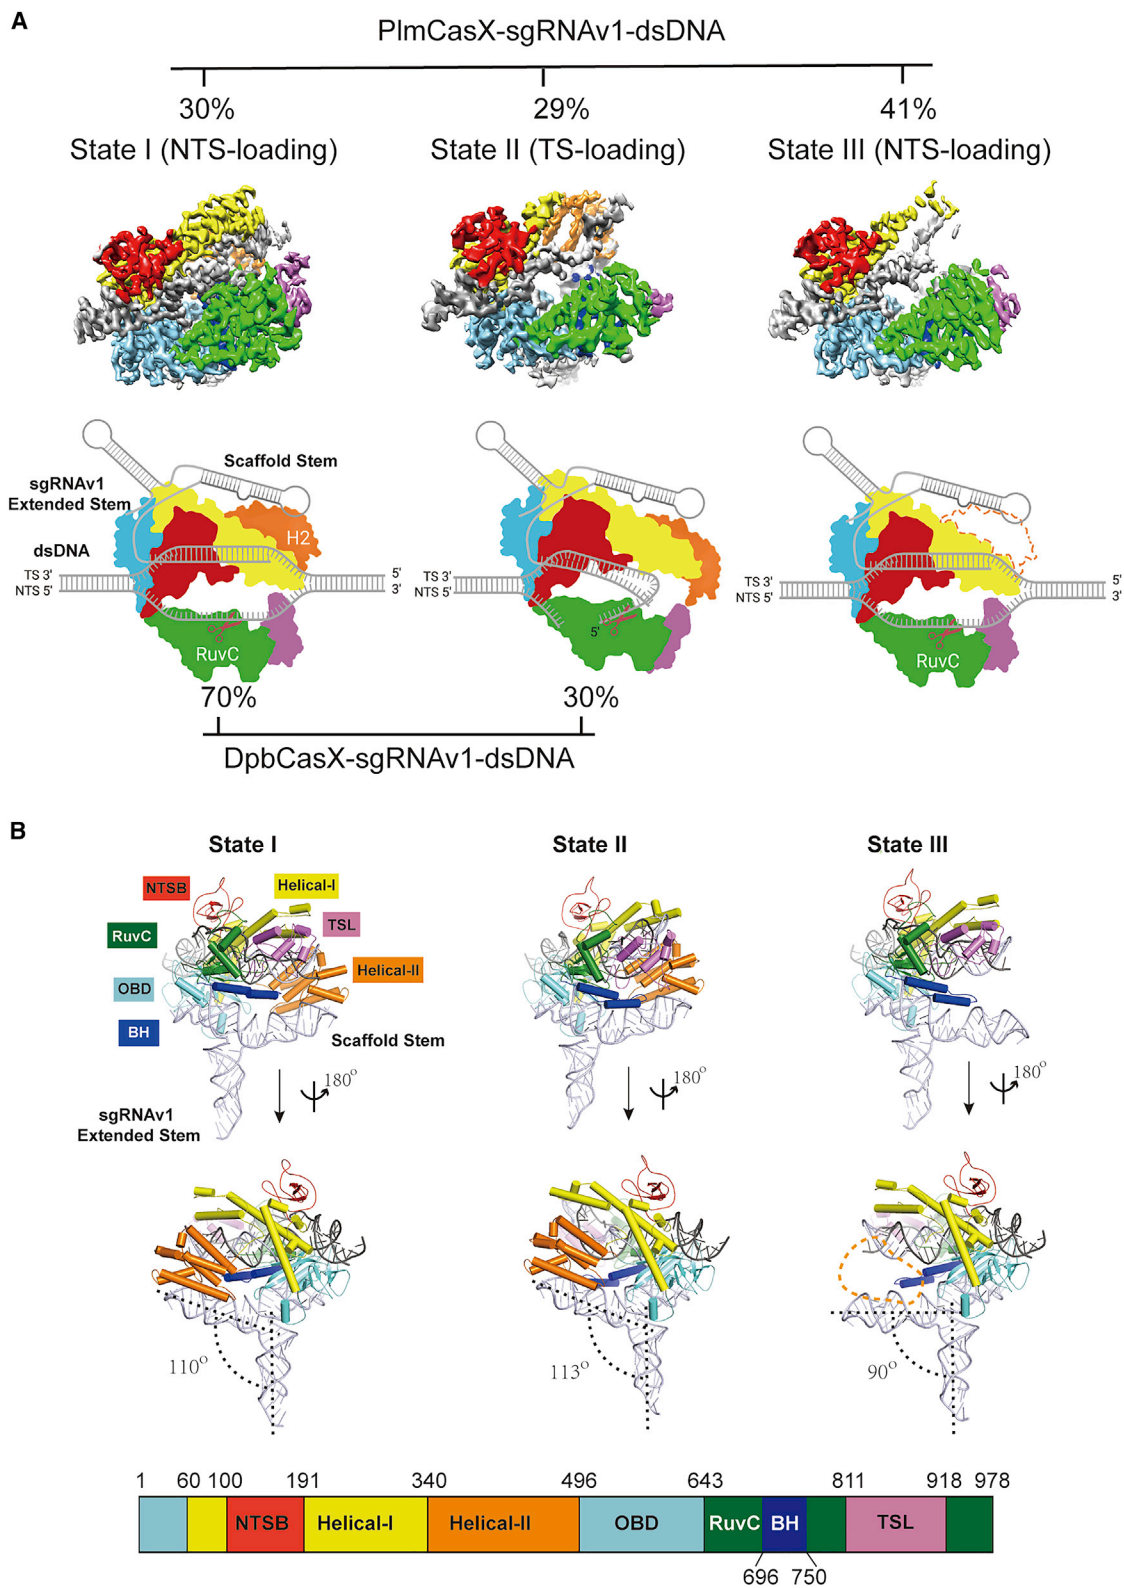 A
PlmCasX-sgRNAv1-dsDNA
30% 29% 41%
State I (NTS-loading) State II (TS-loading) State III (NTS-loading)
Scaffold Stem
sgRNAv1
Extended Stem
H2
dsDNA
TS 3'
NTS 5'
5'
3'
RuvC
TS 3'
NTS 5'
5'
TS 3'
NTS 5'
5'
3'
RuvC
70% 30%
DpbCasX-sgRNAv1-dsDNA
B
State I State II State III
NTSB Helical-I
TSL
RuvC
Helical-II
OBD
BH
Scaffold Stem
180° 180° 180°
sgRNAv1
Extended Stem
110° 113° 90°
1 60 100 191 340 496 643 811 918 978
NTSB Helical-I Helical-II OBD RuvC BH TSL
696 750